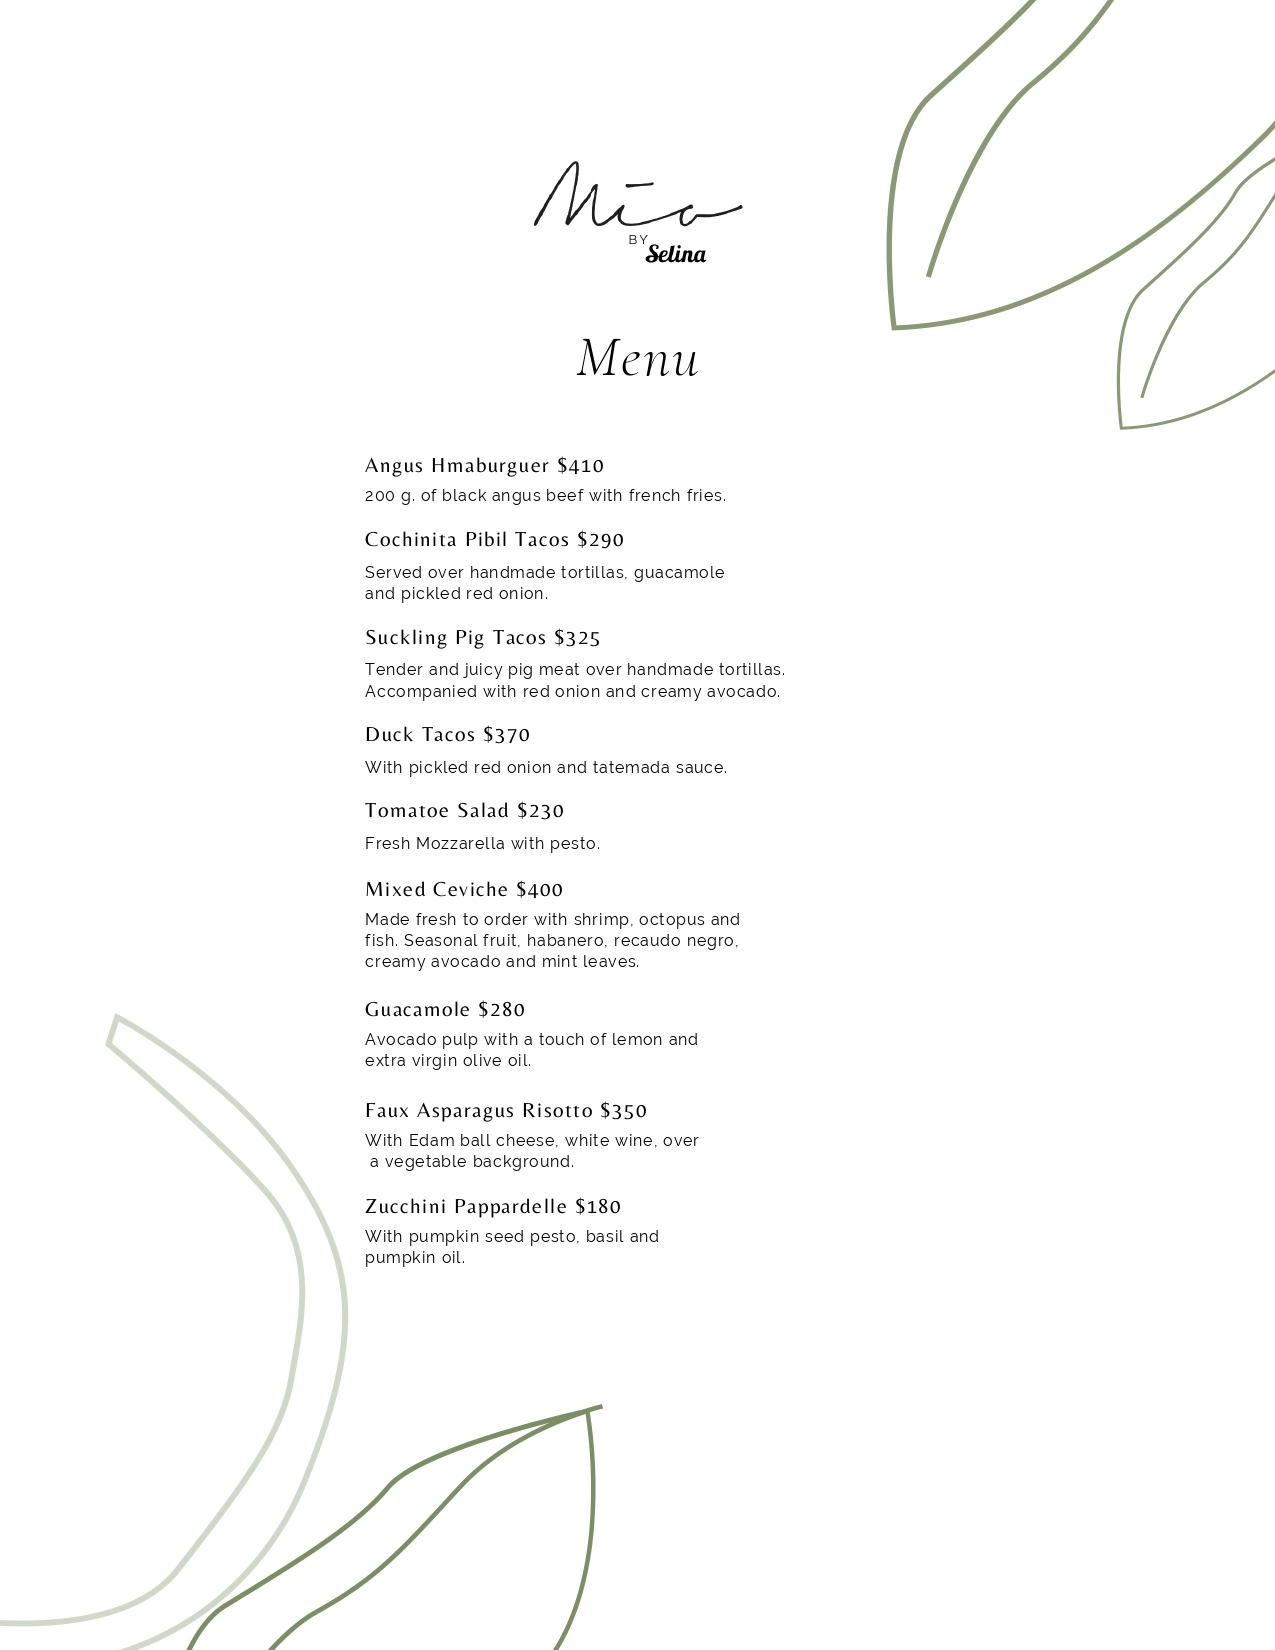 Mío
BY
Selina
Menu
Angus Hmaburguer $410
200 g. of black angus beef with french fries.
Cochinita Pibil Tacos $290
Served over handmade tortillas, guacamole
and pickled red onion.
Suckling Pig Tacos $325
Tender and juicy pig meat over handmade tortillas.
Accompanied with red onion and creamy avocado.
Duck Tacos $370
With pickled red onion and tatemada sauce.
Tomatoe Salad $230
Fresh Mozzarella with pesto.
Mixed Ceviche $400
Made fresh to order with shrimp, octopus and
fish. Seasonal fruit, habanero, recaudo negro,
creamy avocado and mint leaves.
Guacamole $280
Avocado pulp with a touch of lemon and
extra virgin olive oil.
Faux Asparagus Risotto $350
With Edam ball cheese, white wine, over
a vegetable background.
Zucchini Pappardelle $180
With pumpkin seed pesto, basil and
pumpkin oil.